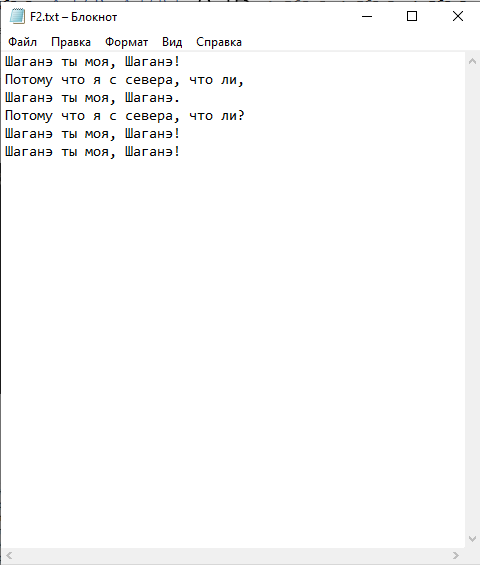 F2.txt – Блокнот
Файл Правка Формат Вид Справка
Шаганэ ты моя, Шаганэ!
Потому что я с севера, что ли,
Шаганэ ты моя, Шаганэ.
Потому что я с севера, что ли?
Шаганэ ты моя, Шаганэ!
Шаганэ ты моя, Шаганэ!